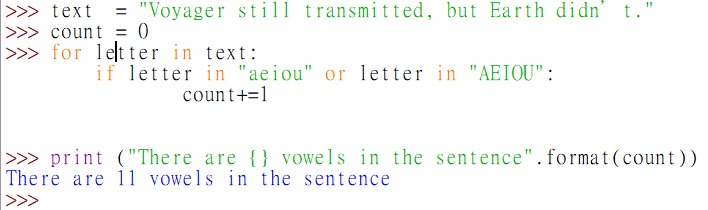 >>> text  = "Voyager still transmitted, but Earth didn’ t."
>>> count = 0
>>> for letter in text:
        if letter in "aeiou" or letter in "AEIOU":
                count+=1
>>> print ("There are {} vowels in the sentence".format(count))
There are 11 vowels in the sentence
>>>